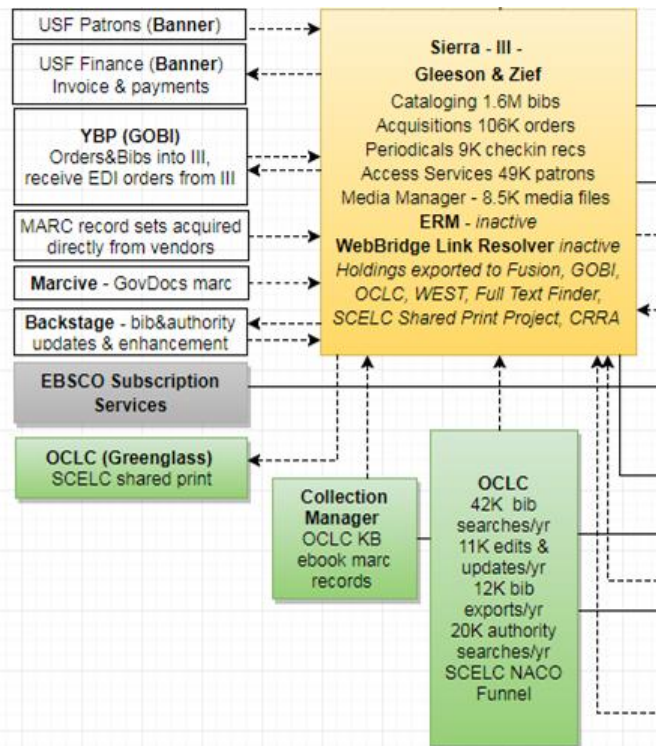 USF Patrons (Banner)
USF Finance (Banner)
Invoice & payments
YBP (GOBI)
Orders&Bibs into III,
receive EDI orders from III
MARC record sets acquired
directly from vendors
Marcive - GovDocs marc
Backstage - bib&authority
updates & enhancement
EBSCO Subscription
Services
OCLC (Greenglass)
SCELC shared print
Sierra - III -
Gleeson & Zief
Cataloging 1.6M bibs
Acquisitions 106K orders
Periodicals 9K checkin recs
Access Services 49K patrons
Media Manager - 8.5K media files
ERM - inactive
WebBridge Link Resolver inactive
Holdings exported to Fusion, GOBI,
OCLC, WEST, Full Text Finder,
SCELC Shared Print Project, CRRA
Collection
Manager
OCLC KB
ebook marc
records
OCLC
42K bib
searches/yr
11K edits &
updates/yr
12K bib
exports/yr
20K authority
searches/yr
SCELC NACO
Funnel